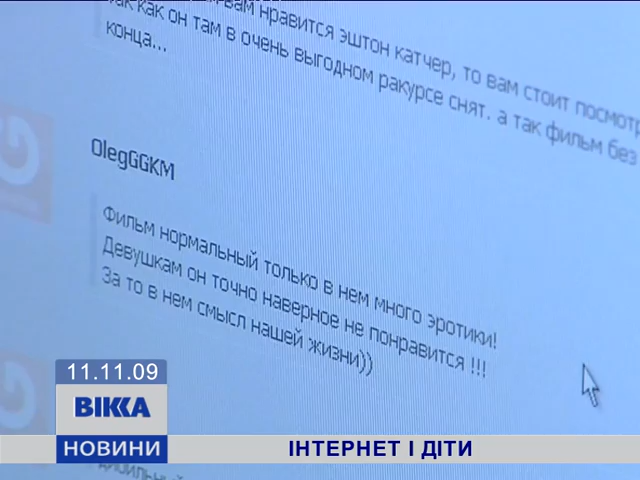 вам нравится эштон катчер, то вам стоит
так как он там в очень выгодном ракурсе снят. а так фильм без
конца...
OlegGGKM
Фильм нормальный только в нем много эротики!
Девушкам он точно наверное не понравится !!!
За то в нем смысл нашей жизни))
11.11.09
ВІККА
НОВИНИ
ІНТЕРНЕТ І ДІТИ